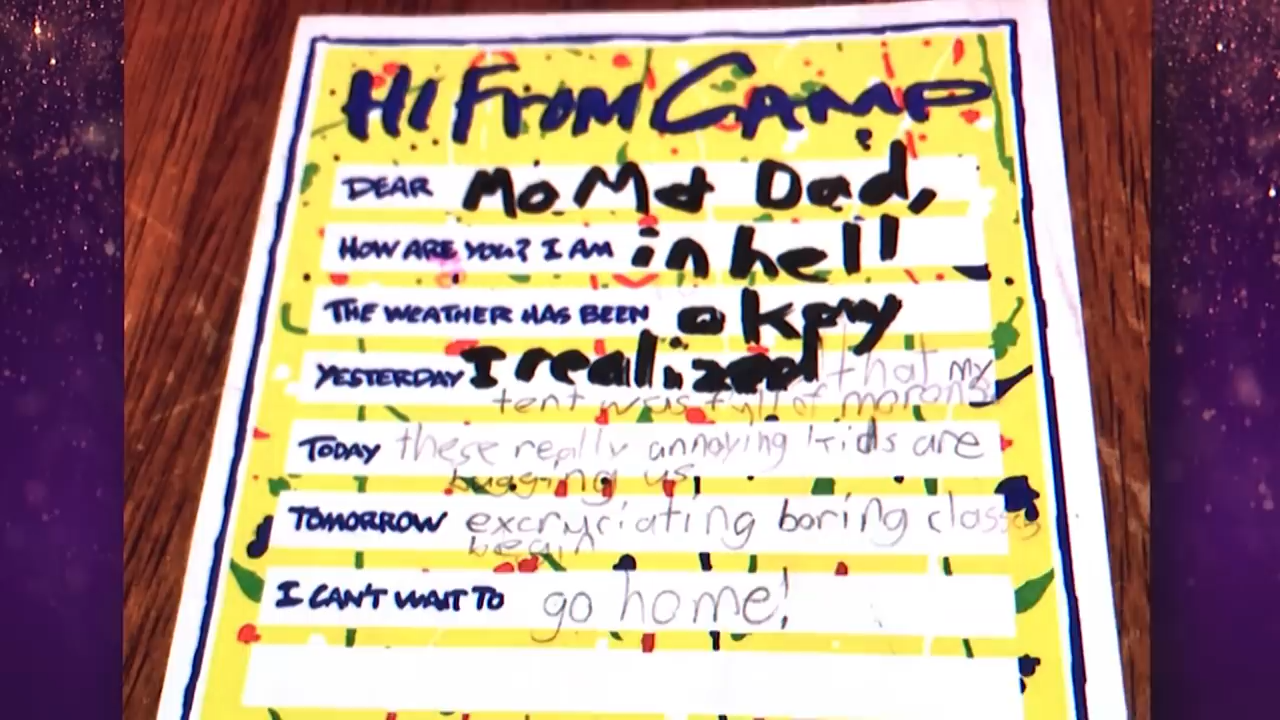 HI FROM CAMP
DEAR MoM & Dad,
HOW ARE YOU? I AM in hell
THE WEATHER HAS BEEN okay
YESTERDAY I realized that my
tent was full of morons
TODAY these really annoying kids are
bugging us,
TOMORROW excruciating boring classes
begin
I CAN'T WAIT TO go home!